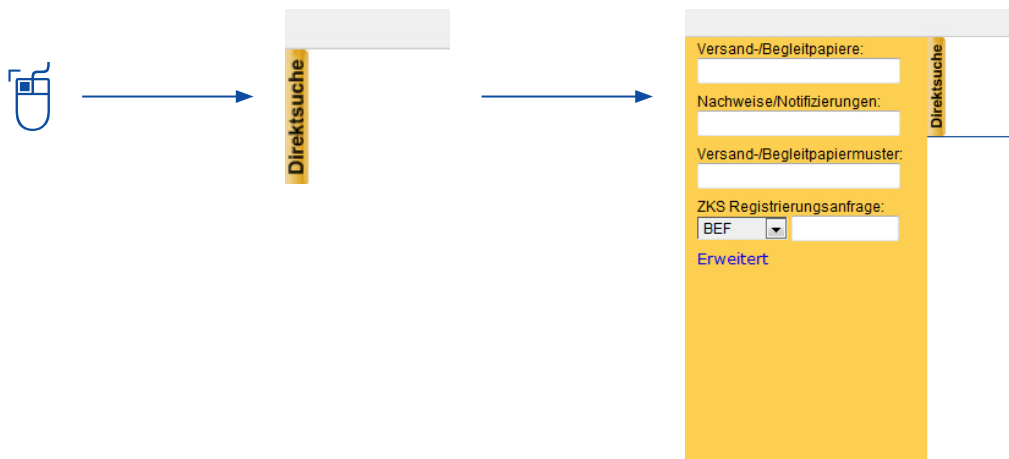 Direktsuche
Versand-/Begleitpapiere:
Nachweise/Notifizierungen:
Versand-/Begleitpapiermuster:
ZKS Registrierungsanfrage:
BEF
Erweitert
Direktsuche